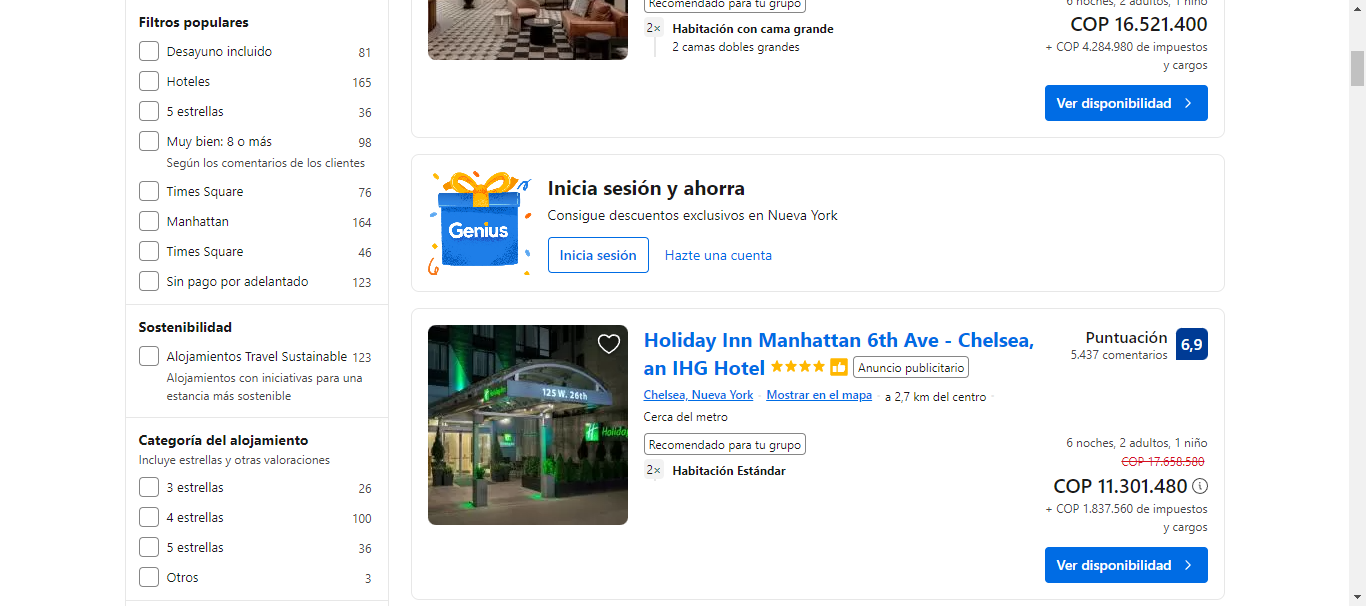 Filtros populares
Desayuno incluido 81
Hoteles 165
5 estrellas 36
Muy bien: 8 o más 98
Según los comentarios de los clientes
Times Square 76
Manhattan 164
Times Square 46
Sin pago por adelantado 123
Sostenibilidad
Alojamientos Travel Sustainable 123
Alojamientos con iniciativas para una
estancia más sostenible
Categoría del alojamiento
Incluye estrellas y otras valoraciones
3 estrellas 26
4 estrellas 100
5 estrellas 36
Otros 3
Recomendado para tu grupo
2× Habitación con cama grande
2 camas dobles grandes
6 noches, 2 adultos, 1 niño
COP 16.521.400
+ COP 4.284.980 de impuestos
y cargos
Ver disponibilidad
Genius
Inicia sesión y ahorra
Consigue descuentos exclusivos en Nueva York
Inicia sesión Hazte una cuenta
125 W. 26th
Holiday
Holiday Inn Manhattan 6th Ave - Chelsea,
an IHG Hotel Anuncio publicitario
Chelsea, Nueva York Mostrar en el mapa a 2,7 km del centro
Cerca del metro
Recomendado para tu grupo
2× Habitación Estándar
Puntuación 6,9
5.437 comentarios
6 noches, 2 adultos, 1 niño
COP 17.658.580
COP 11.301.480
+ COP 1.837.560 de impuestos
y cargos
Ver disponibilidad